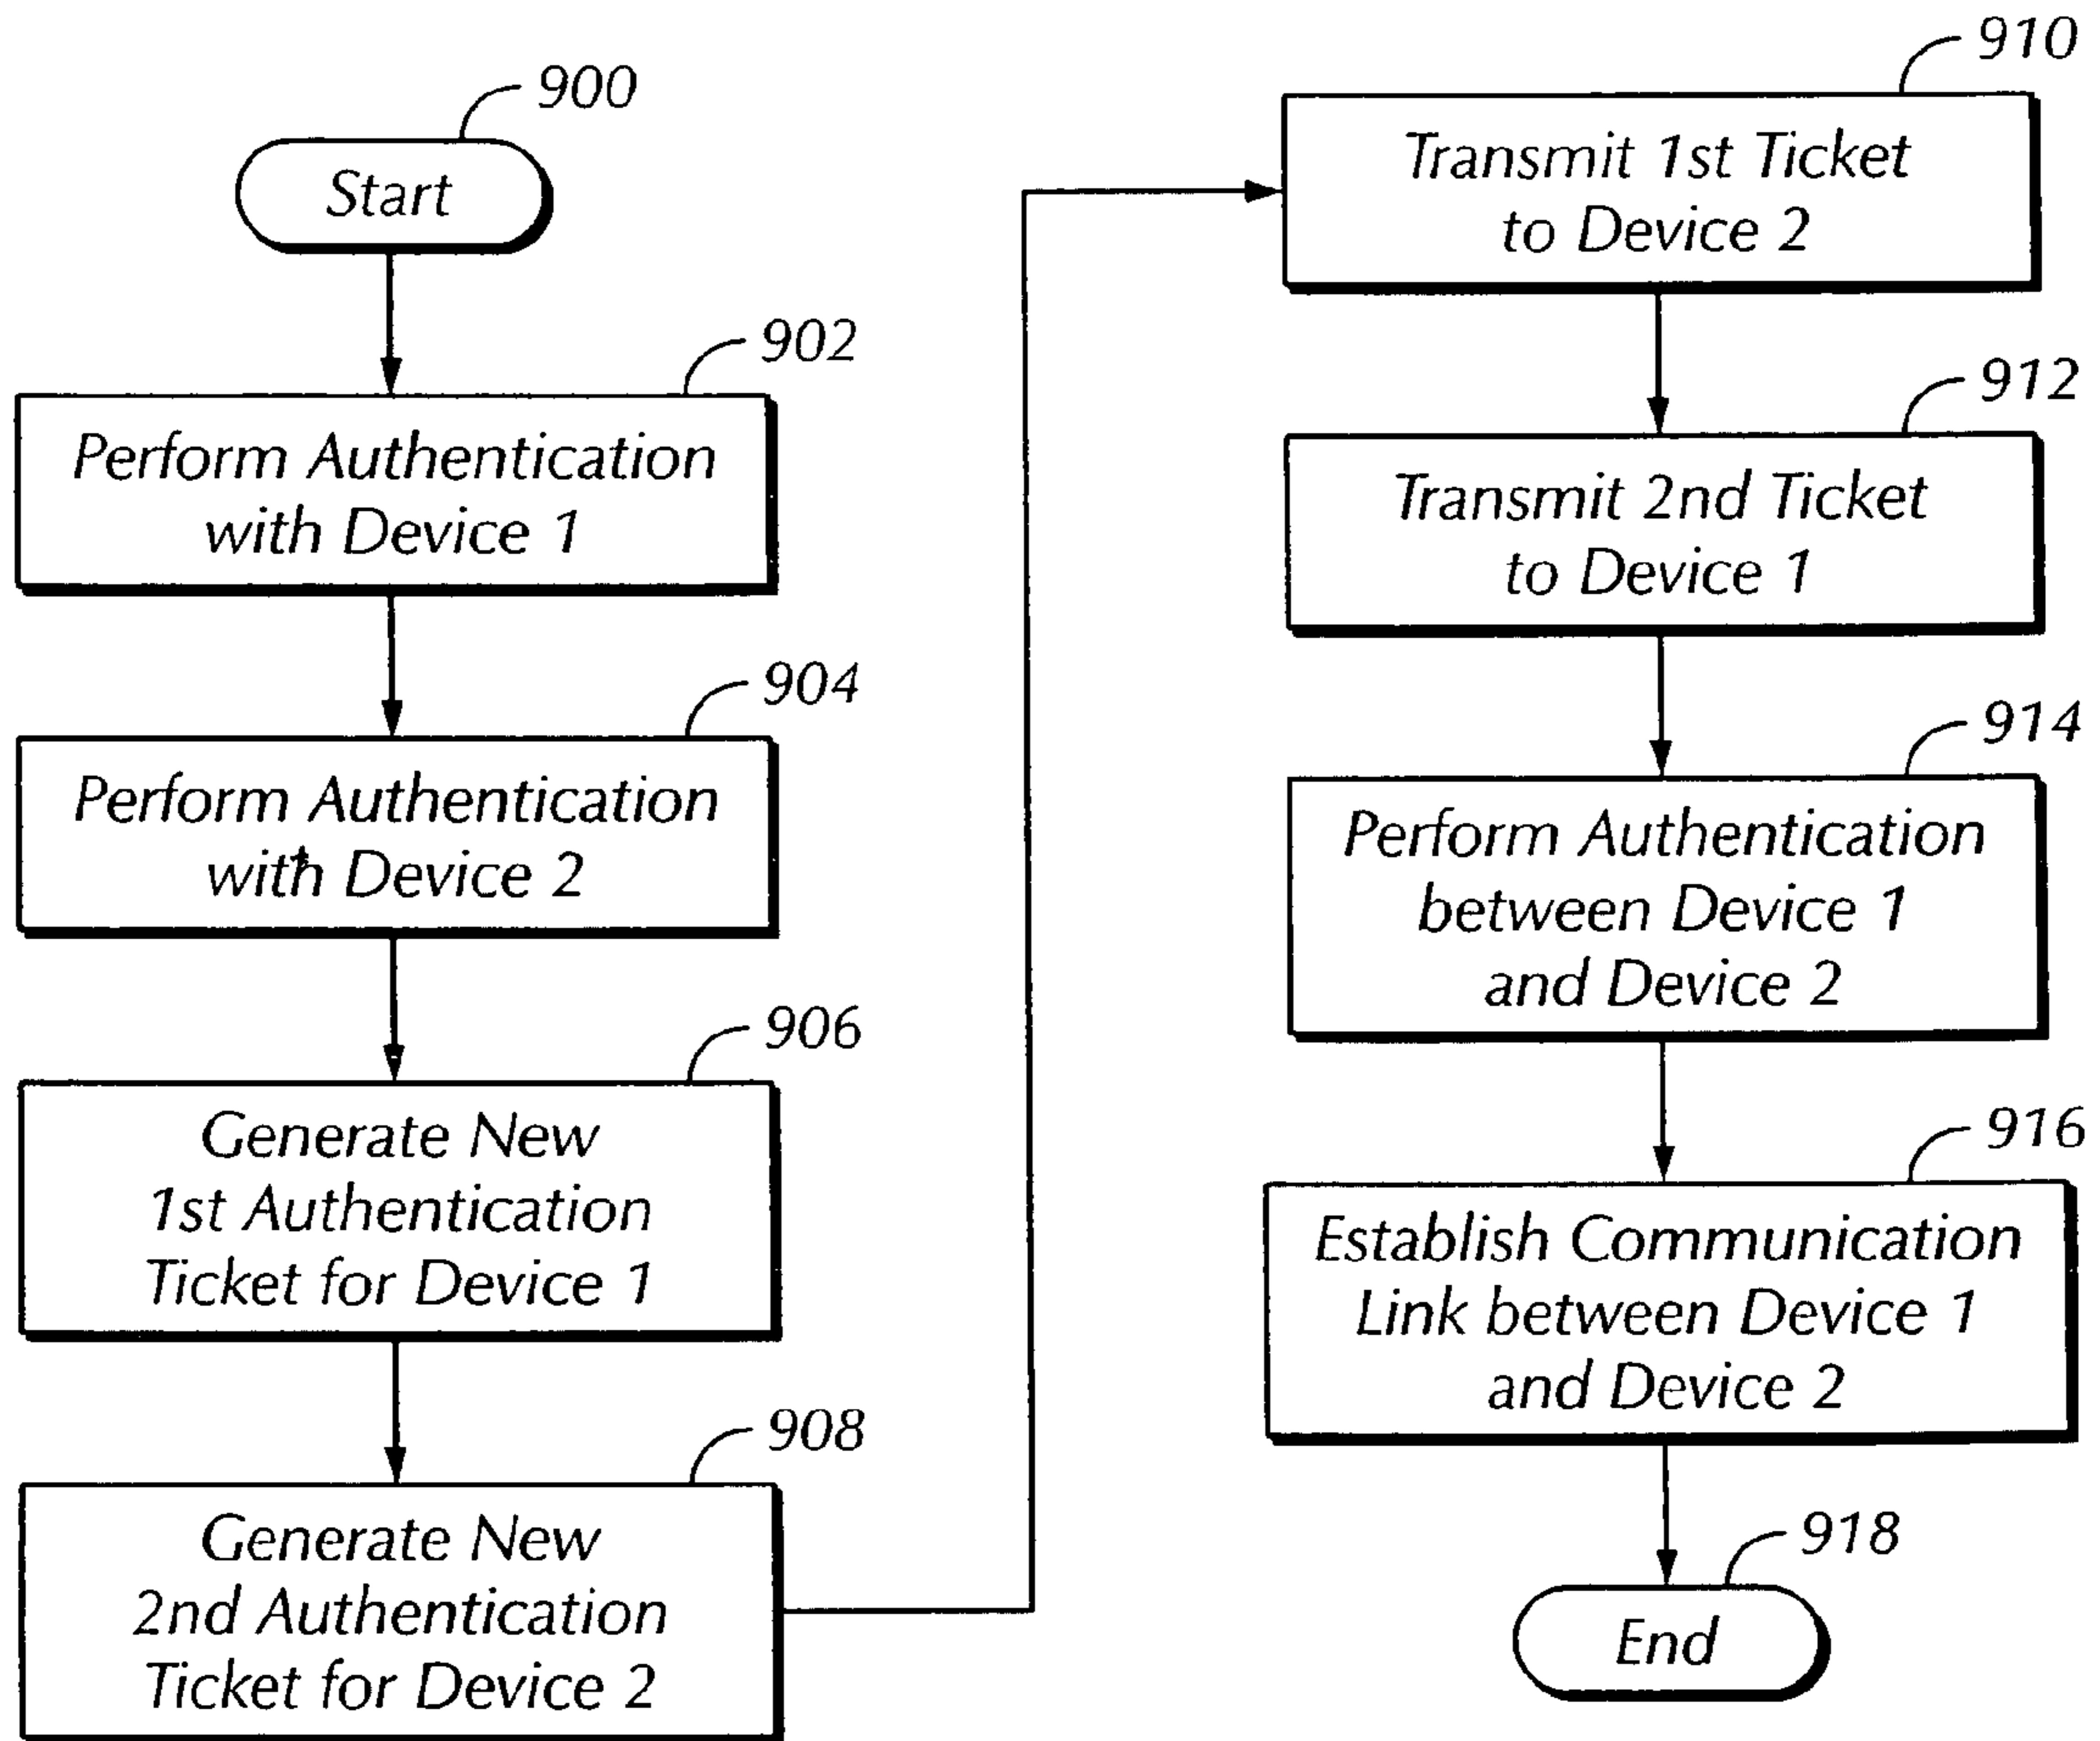 900
Start
902
Perform Authentication
with Device 1
904
Perform Authentication
with Device 2
906
Generate New
1st Authentication
Ticket for Device 1
908
Generate New
2nd Authentication
Ticket for Device 2
910
Transmit 1st Ticket
to Device 2
912
Transmit 2nd Ticket
to Device 1
914
Perform Authentication
between Device 1
and Device 2
916
Establish Communication
Link between Device 1
and Device 2
918
End